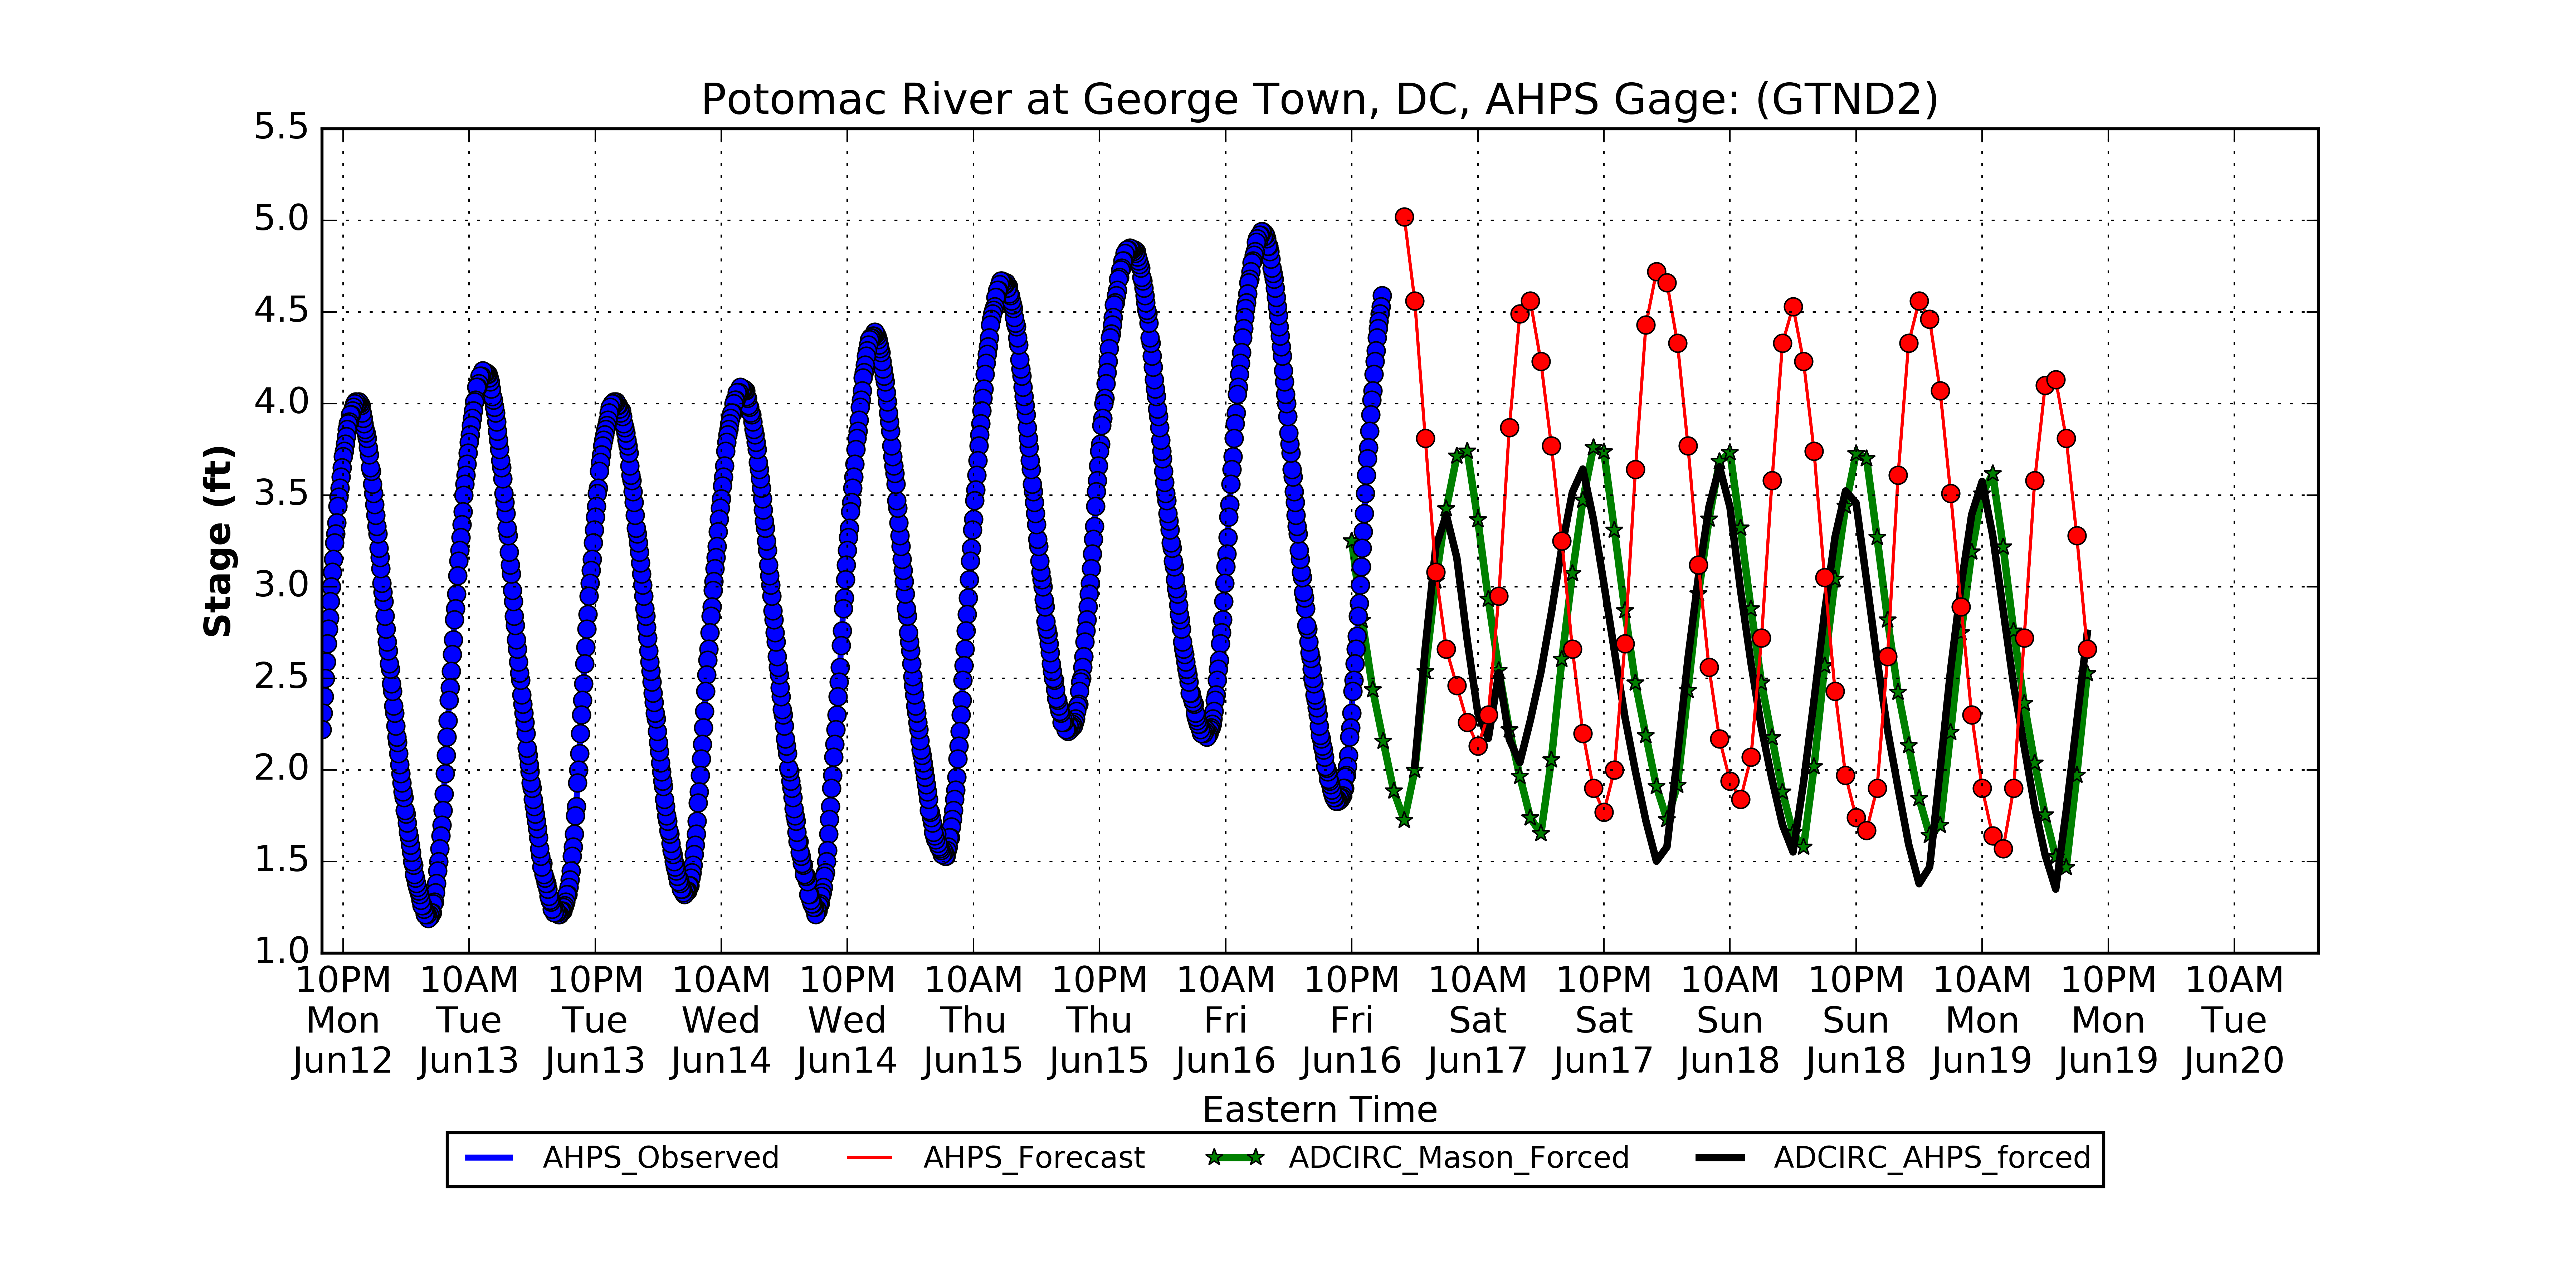 Potomac River at George Town, DC, AHPS Gage: (GTND2)
Stage (ft)
5.5
5.0
4.5
4.0
3.5
3.0
2.5
2.0
1.5
1.0
10PM 10AM 10PM 10AM 10PM 10AM 10PM 10AM 10PM 10AM 10PM 10AM 10PM 10AM 10PM 10AM
Mon Tue Tue Wed Wed Thu Thu Fri Fri Sat Sat Sun Sun Mon Mon Tue
Jun12 Jun13 Jun13 Jun14 Jun14 Jun15 Jun15 Jun16 Jun16 Jun17 Jun17 Jun18 Jun18 Jun19 Jun19 Jun20
Eastern Time
AHPS_Observed AHPS_Forecast ADCIRC_Mason_Forced ADCIRC_AHPS_forced